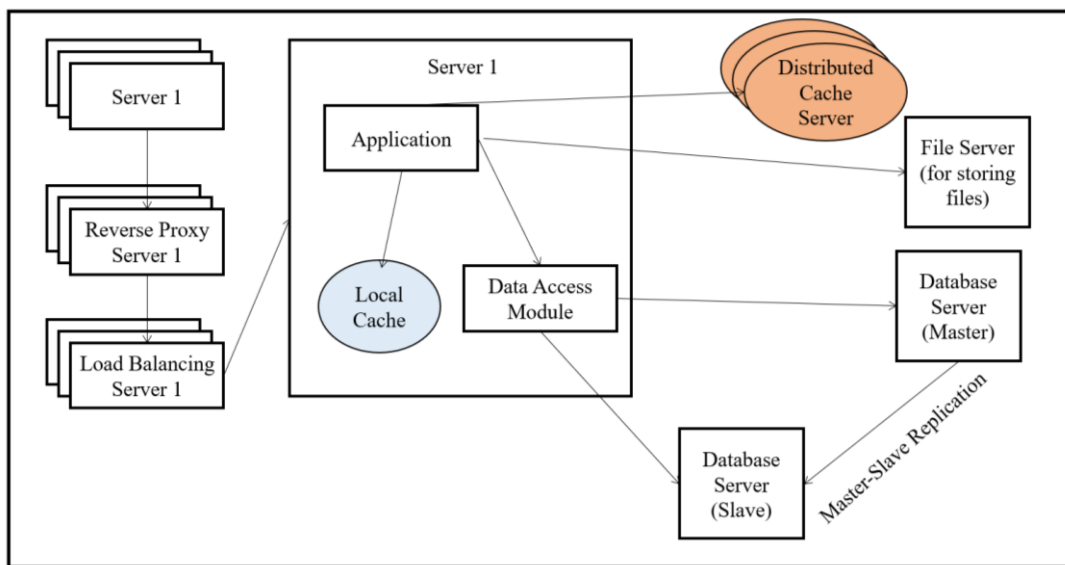 Server 1
Reverse Proxy
Server 1
Load Balancing
Server 1
Server 1
Application
Local
Cache
Data Access
Module
Distributed
Cache
Server
File Server
(for storing
files)
Database
Server
(Master)
Master-Slave Replication
Database
Server
(Slave)